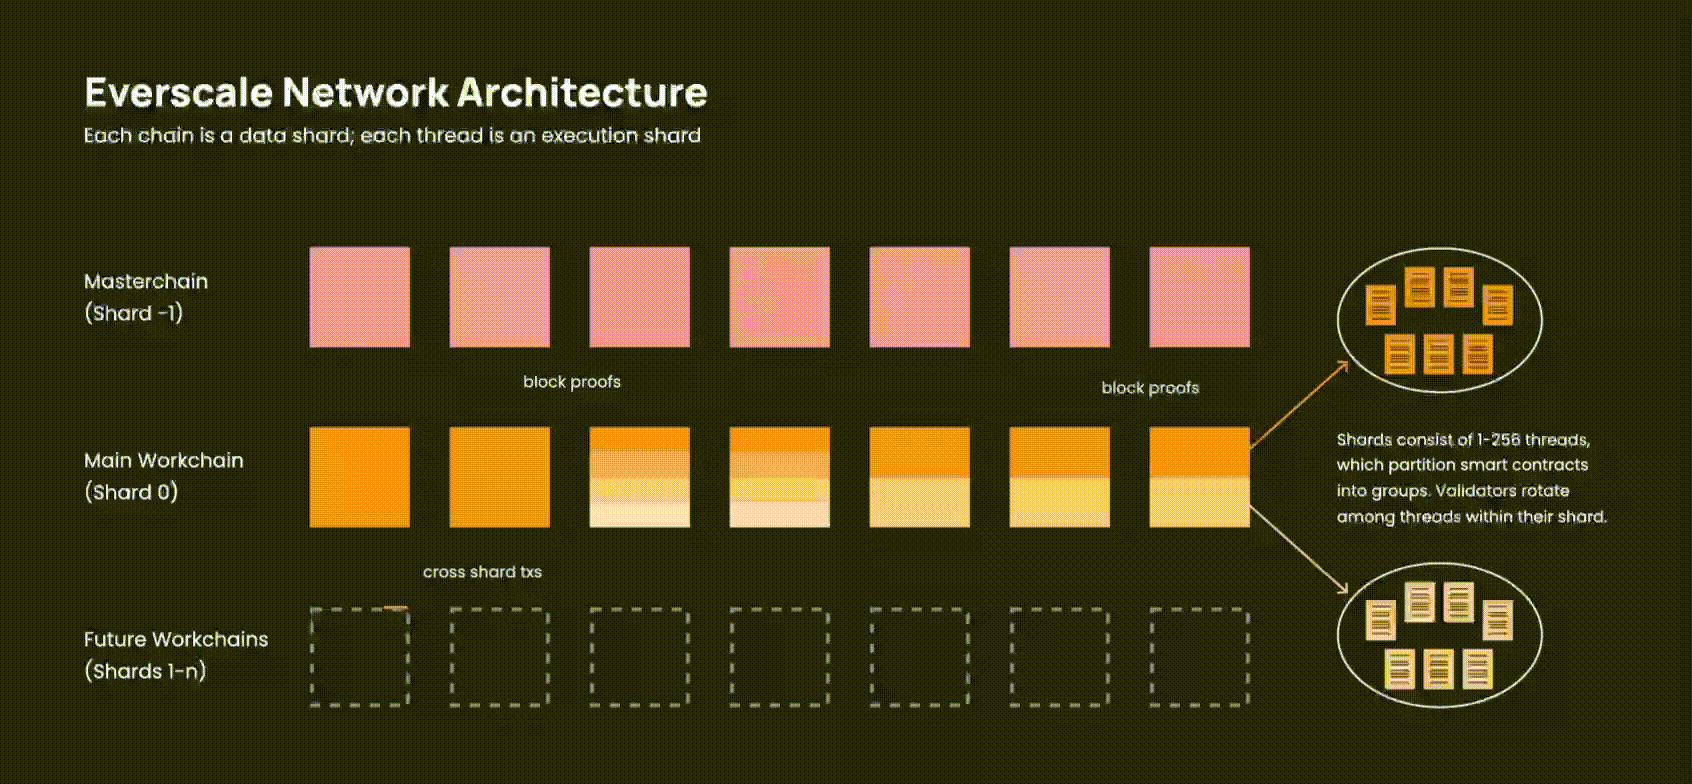 Everscale Network Architecture
Each chain is a data shard; each thread is an execution shard
Masterchain
(Shard -1)
block proofs
block proofs
Main Workchain
(Shard 0)
Shards consist of 1-256 threads,
which partition smart contracts
into groups. Validators rotate
among threads within their shard.
cross shard txs
Future Workchains
(Shards 1-n)